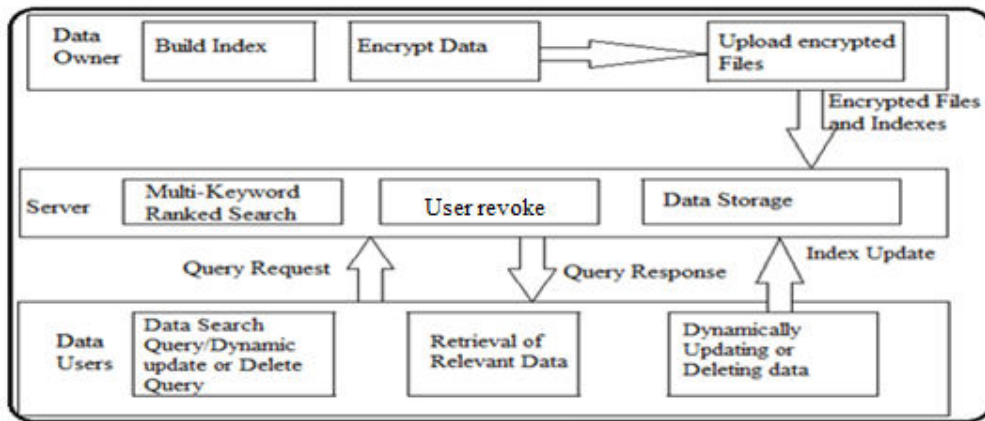 Data
Owner
Build Index
Encrypt Data
Upload encrypted
Files
Encrypted Files
and Indexes
Server
Multi-Keyword
Ranked Search
User revoke
Data Storage
Query Request
Query Response
Index Update
Data
Users
Data Search
Query/Dynamic
update or Delete
Query
Retrieval of
Relevant Data
Dynamically
Updating or
Deleting data